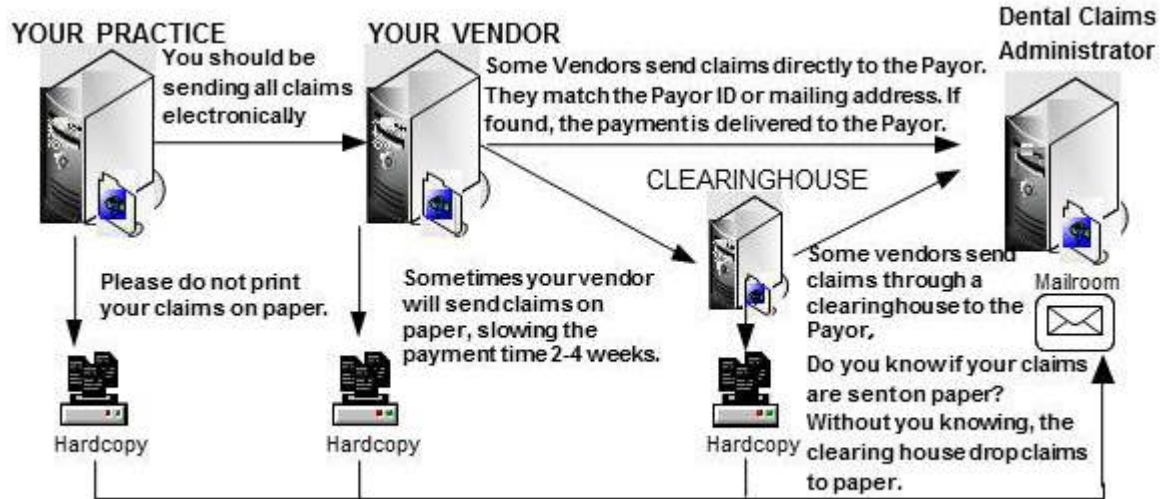 YOUR PRACTICE
You should be
sending all claims
electronically
YOUR VENDOR
Some Vendors send claims directly to the Payor.
They match the Payor ID or mailing address. If
found, the payment is delivered to the Payor.
Dental Claims
Administrator
CLEARINGHOUSE
Please do not print
your claims on paper.
Sometimes your vendor
will send claims on
paper, slowing the
payment time 2-4 weeks.
Some vendors send
claims through a
clearinghouse to the
Payor.
Mailroom
Do you know if your claims
are sent on paper?
Without you knowing, the
clearing house drop claims
to paper.
Hardcopy
Hardcopy
Hardcopy